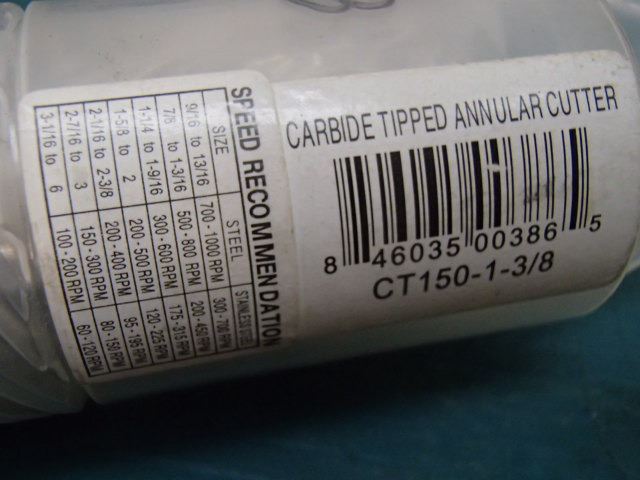 SPEED RECOMMENDATION
SIZE STEEL STAINLESS STEEL
9/16 to 13/16 700-1000 RPM 300-700 RPM
7/8 to 1-3/16 500-800 RPM 200-450 RPM
1-1/4 to 1-9/16 300-600 RPM 175-315 RPM
1-5/8 to 2 200-500 RPM 120-225 RPM
2-1/16 to 2-3/8 200-400 RPM 95-195 RPM
2-7/16 to 3 150-300 RPM 80-150 RPM
3-1/16 to 6 100-200 RPM 60-120 RPM
CARBIDE TIPPED ANNULAR CUTTER
8 46035 00386 5
CT150-1-3/8